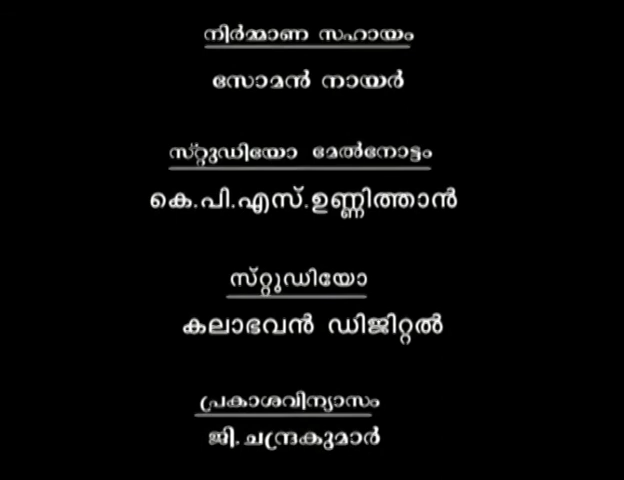 നിർമ്മാണ സഹായം
സോമൻ നായർ
സ്റ്റുഡിയോ മേൽനോട്ടം
കെ.പി.എസ്.ഉണ്ണിത്താൻ
സ്റ്റുഡിയോ
കലാഭവൻ ഡിജിറ്റൽ
പ്രകാശവിന്യാസം
ജി.ചന്ദ്രകുമാർ